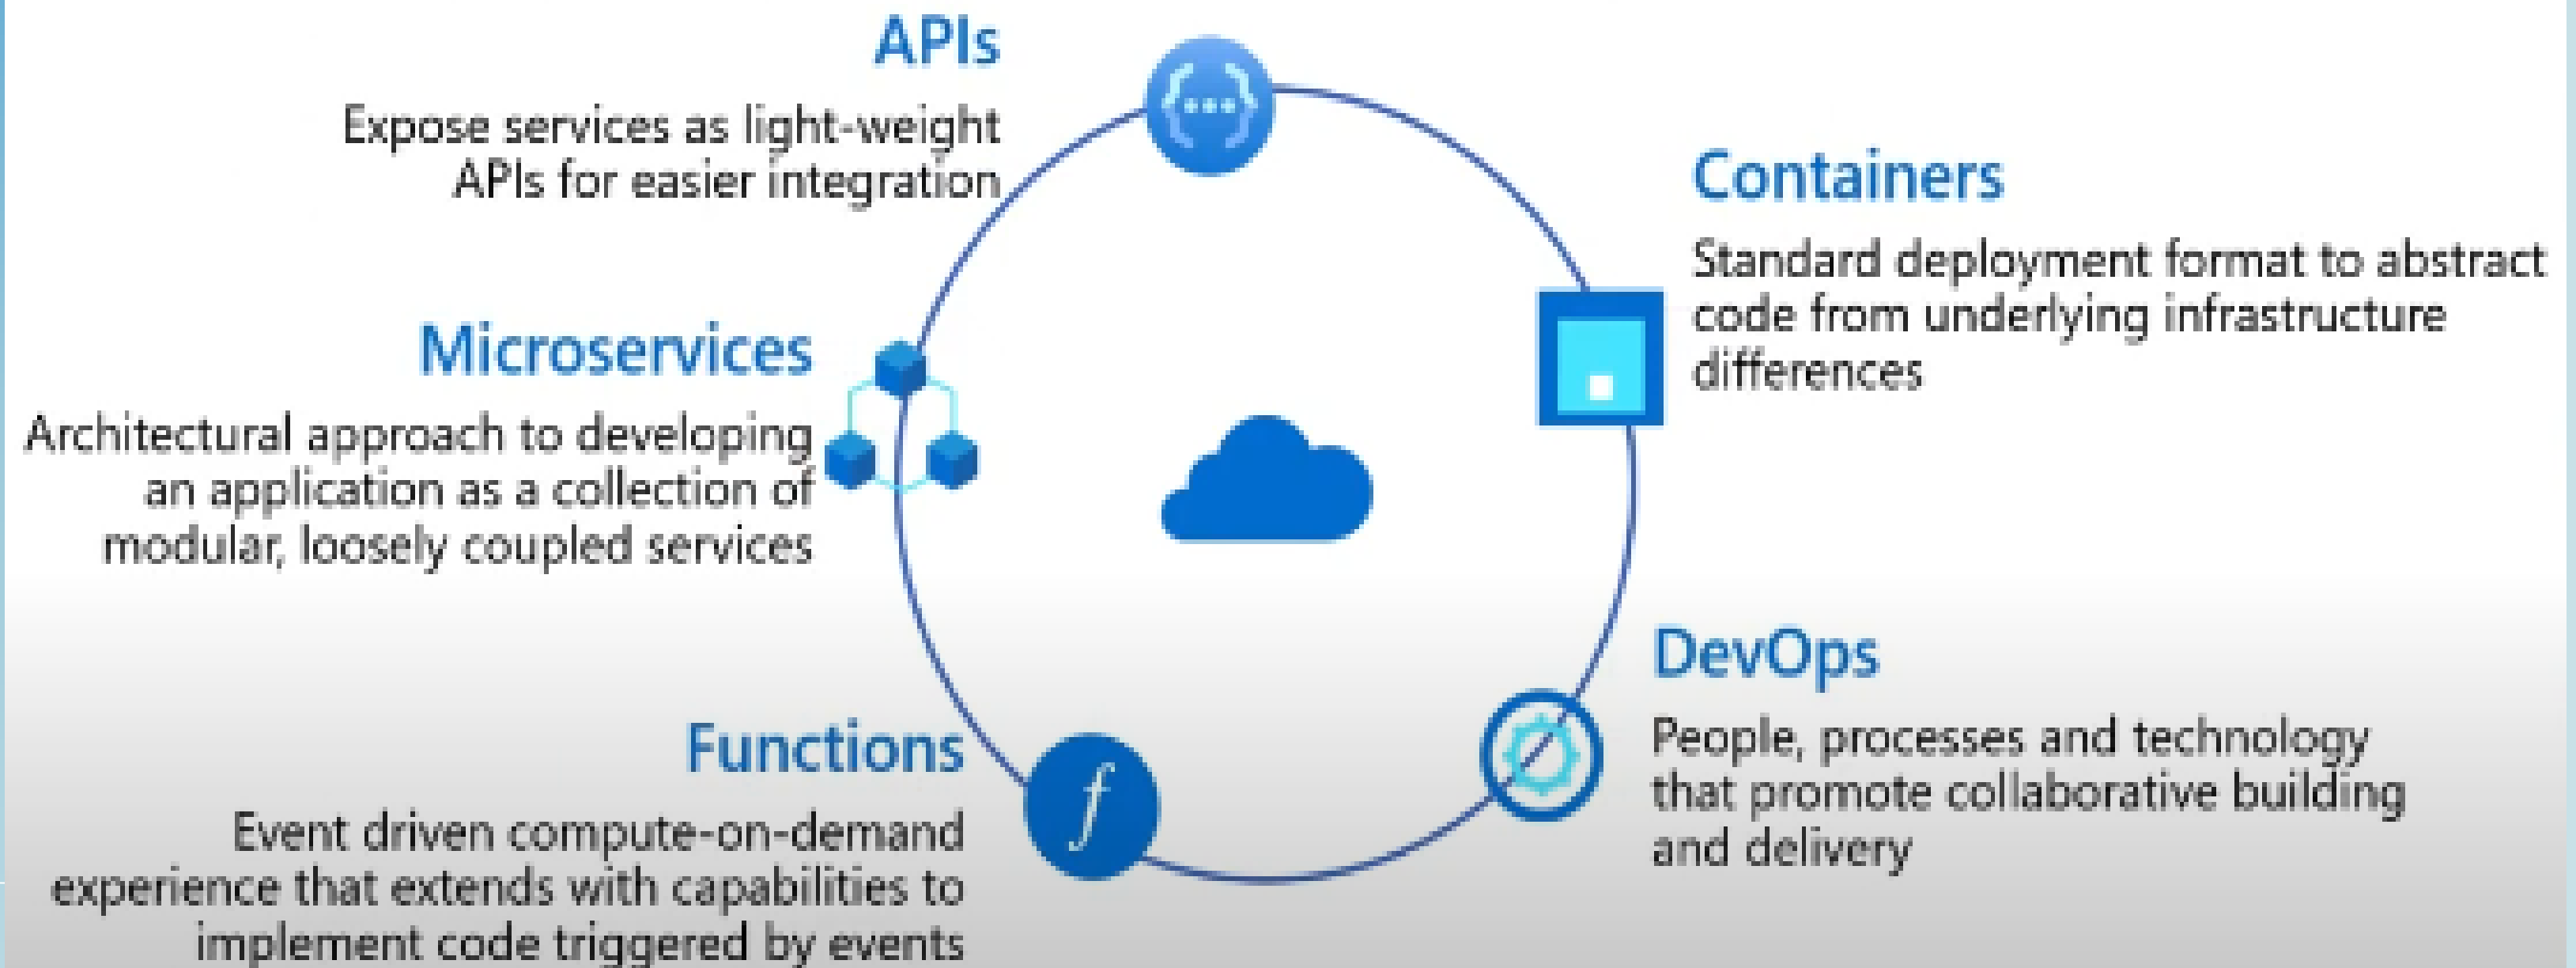 APIs
Expose services as light-weight
APIs for easier integration
Containers
Standard deployment format to abstract
code from underlying infrastructure
differences
Microservices
Architectural approach to developing
an application as a collection of
modular, loosely coupled services
DevOps
People, processes and technology
that promote collaborative building
and delivery
Functions
Event driven compute-on-demand
experience that extends with capabilities to
implement code triggered by events
f